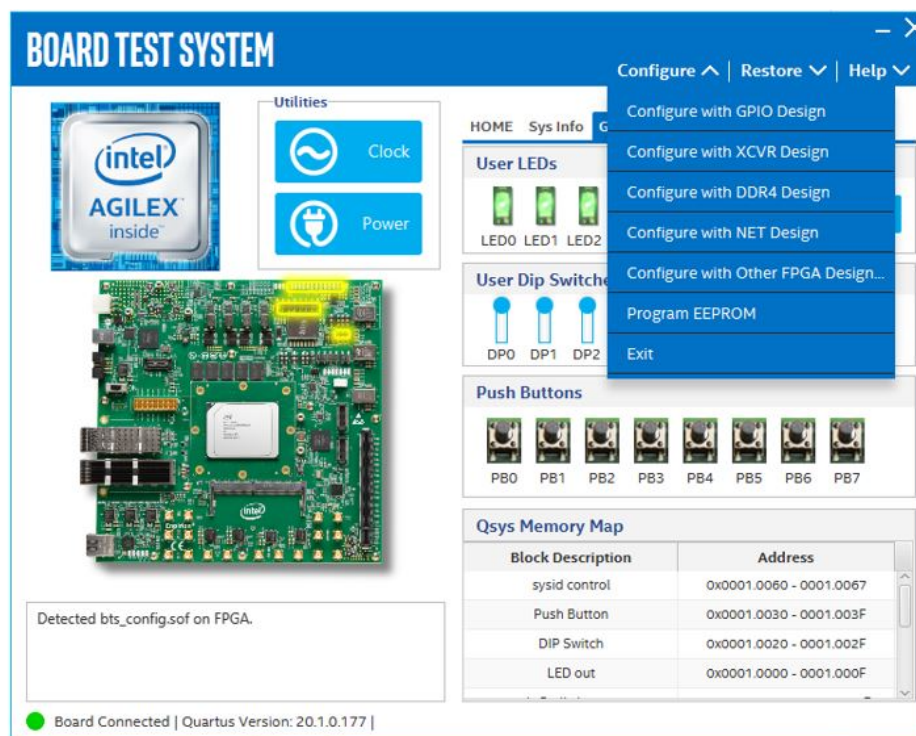 BOARD TEST SYSTEM
Configure
Restore
Help
Configure with GPIO Design
Configure with XCVR Design
Configure with DDR4 Design
Configure with NET Design
Configure with Other FPGA Design...
Program EEPROM
Exit
intel
AGILEX
inside
Utilities
Clock
Power
HOME Sys Info G
User LEDs
LED0 LED1 LED2
User Dip Switche
DP0 DP1 DP2
Push Buttons
PB0 PB1 PB2 PB3 PB4 PB5 PB6 PB7
intel
Qsys Memory Map
Block Description Address
sysid control 0x0001.0060 - 0001.0067
Push Button 0x0001.0030 - 0001.003F
DIP Switch 0x0001.0020 - 0001.002F
LED out 0x0001.0000 - 0001.000F
Detected bts_config.sof on FPGA.
Board Connected | Quartus Version: 20.1.0.177 |